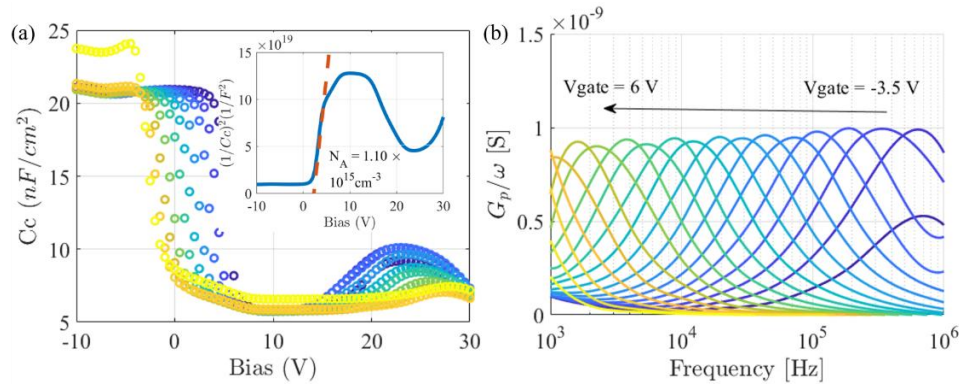 (a)
25
20
15
10
5
Cc (nF/cm²)
-10
0
10
20
30
Bias (V)
×10¹⁹
15
10
5
0
(1/Cc)²(1/F²)
N_A = 1.10 ×
10¹⁵cm⁻³
-10
0
10
20
30
Bias (V)
(b)
×10⁻⁹
1.5
1
0.5
0
G_p/ω [S]
Vgate = 6 V
Vgate = -3.5 V
10³
10⁴
10⁵
10⁶
Frequency [Hz]